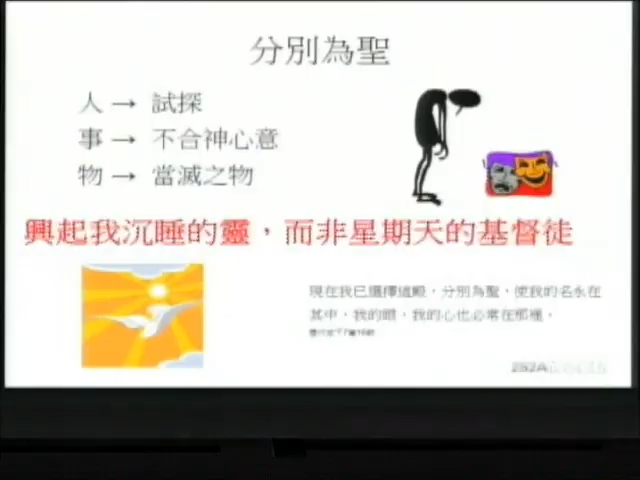 分別為聖
人 → 試探
事 → 不合神心意
物 → 當滅之物
興起我沉睡的靈，而非星期天的基督徒
現在我已選擇這殿，分別為聖，使我的名永在
其中，我的眼，我的心也必常在那裡。